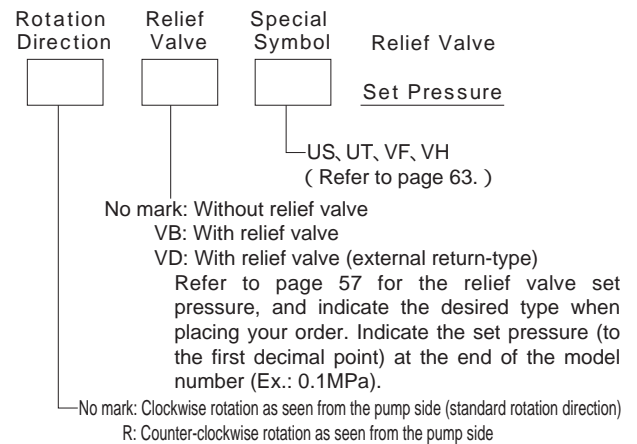 Rotation Relief Special
Direction Valve Symbol Relief Valve
Set Pressure
US、UT、VF、VH
( Refer to page 63. )
No mark: Without relief valve
VB: With relief valve
VD: With relief valve (external return-type)
Refer to page 57 for the relief valve set
pressure, and indicate the desired type when
placing your order. Indicate the set pressure (to
the first decimal point) at the end of the model
number (Ex.: 0.1MPa).
No mark: Clockwise rotation as seen from the pump side (standard rotation direction)
R: Counter-clockwise rotation as seen from the pump side